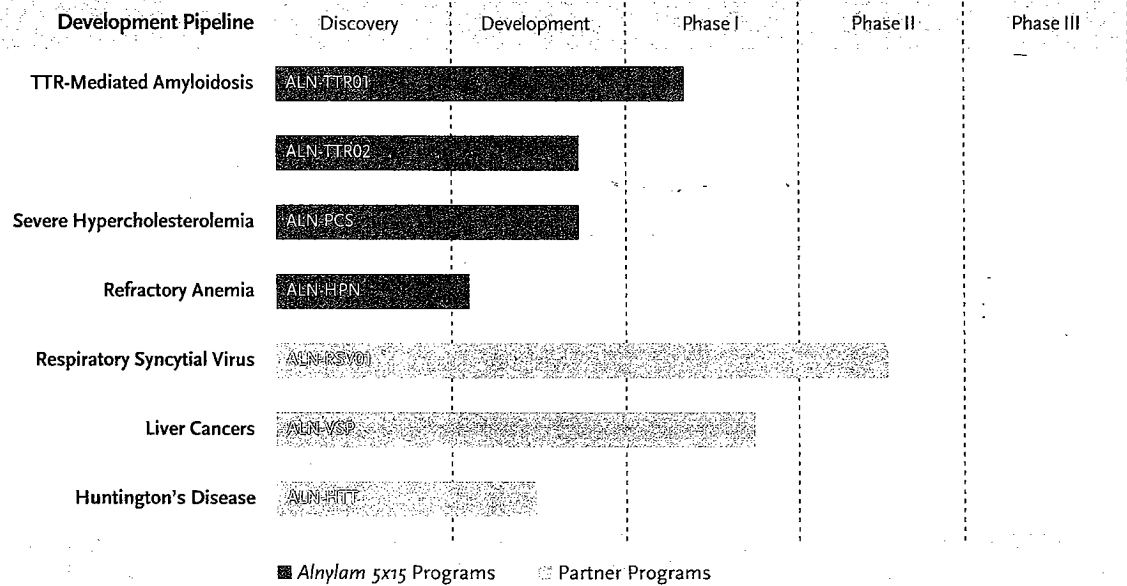 Development Pipeline Discovery Development Phase I Phase II Phase III
TTR-Mediated Amyloidosis ALN-TTR01
ALN-TTR02
Severe Hypercholesterolemia ALN-PCS
Refractory Anemia ALN-HPN
Respiratory Syncytial Virus ALN-RSV01
Liver Cancers ALN-VSP
Huntington's Disease ALN-HTT
Alnylam 5x15 Programs Partner Programs